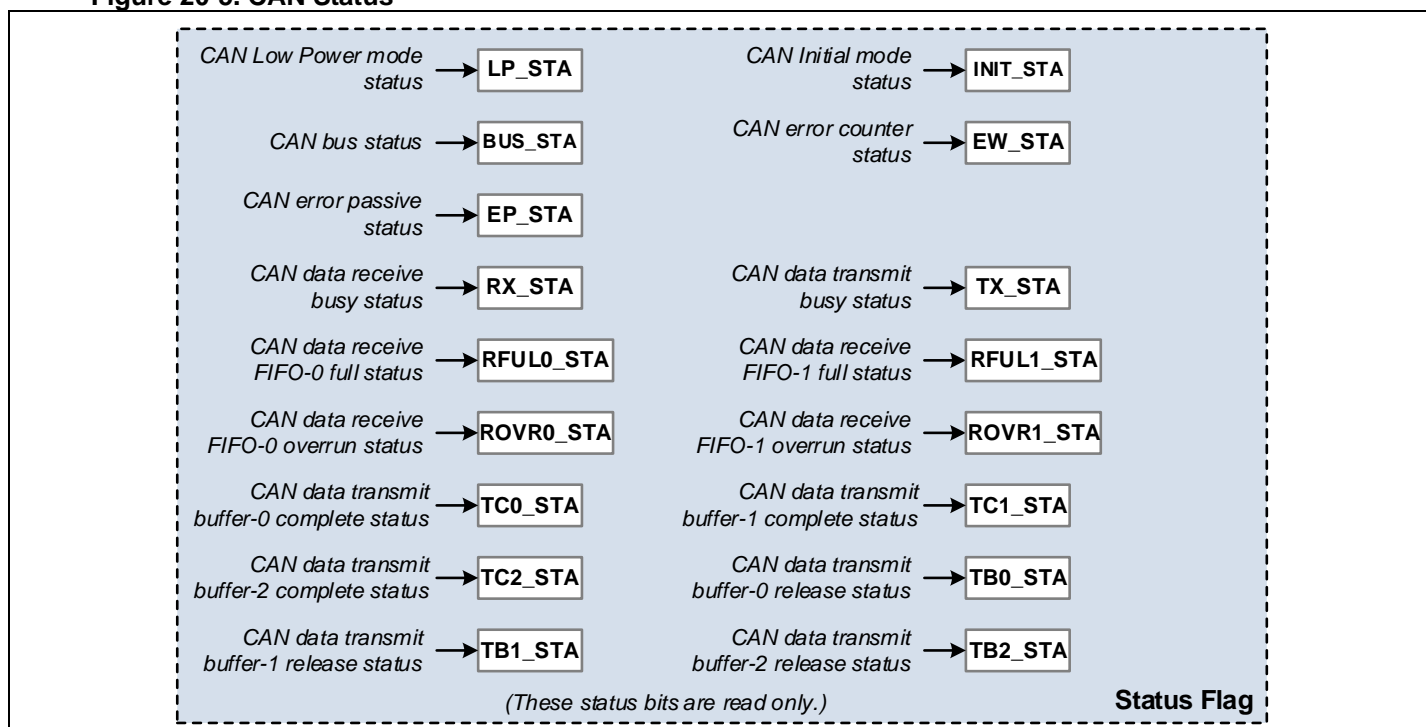 CAN Low Power mode
status
LP_STA
CAN Initial mode
status
INIT_STA
CAN bus status
BUS_STA
CAN error counter
status
EW_STA
CAN error passive
status
EP_STA
CAN data receive
busy status
RX_STA
CAN data transmit
busy status
TX_STA
CAN data receive
FIFO-0 full status
RFUL0_STA
CAN data receive
FIFO-1 full status
RFUL1_STA
CAN data receive
FIFO-0 overrun status
ROVR0_STA
CAN data receive
FIFO-1 overrun status
ROVR1_STA
CAN data transmit
buffer-0 complete status
TC0_STA
CAN data transmit
buffer-1 complete status
TC1_STA
CAN data transmit
buffer-2 complete status
TC2_STA
CAN data transmit
buffer-0 release status
TB0_STA
CAN data transmit
buffer-1 release status
TB1_STA
CAN data transmit
buffer-2 release status
TB2_STA
(These status bits are read only.)
Status Flag